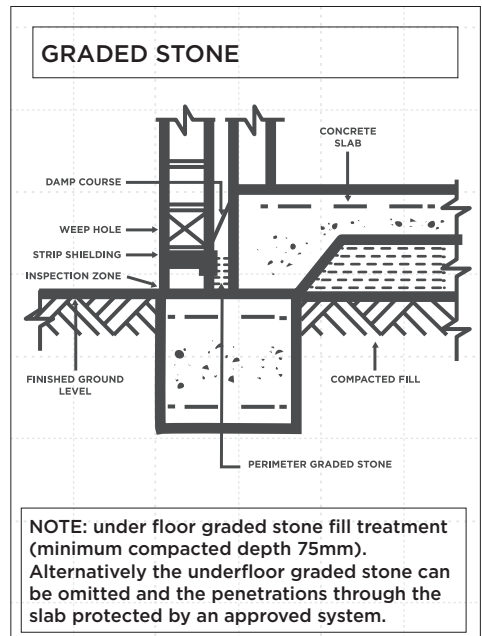 GRADED STONE
CONCRETE
SLAB
DAMP COURSE
WEEP HOLE
STRIP SHIELDING
INSPECTION ZONE
FINISHED GROUND
LEVEL
COMPACTED FILL
PERIMETER GRADED STONE
NOTE: under floor graded stone fill treatment
(minimum compacted depth 75mm).
Alternatively the underfloor graded stone can
be omitted and the penetrations through the
slab protected by an approved system.